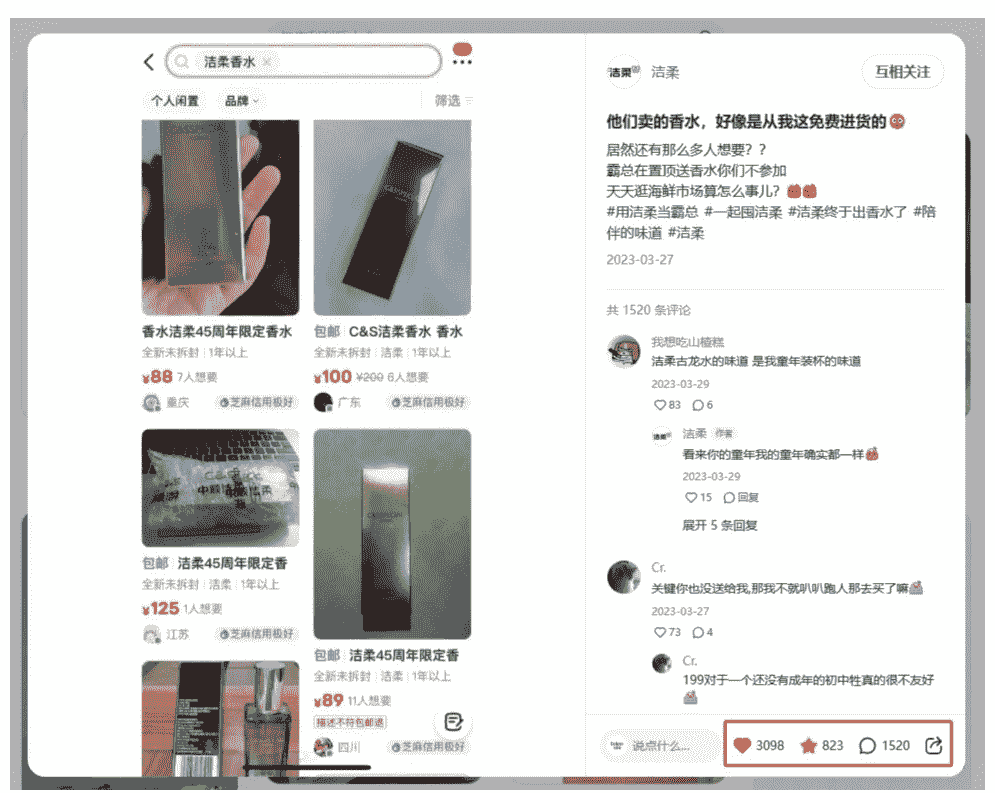 洁柔香水
个人闲置 品牌 筛选
香水洁柔45周年限定香水
全新未拆封 | 1年以上
¥88 7人想要
重庆 芝麻信用极好
包邮 | C&S洁柔香水 香水
全新未拆封 | 洁柔 | 1年以上
¥100 ¥200 6人想要
广东 芝麻信用极好
包邮 | 洁柔45周年限定香
全新未拆封 | 洁柔 | 1年以上
¥125 1人想要
江苏 芝麻信用极好
包邮 | 洁柔45周年限定香
全新未拆封 | 洁柔 | 1年以上
¥89 11人想要
描述不符包邮退
四川 芝麻信用极好
洁柔 洁柔 互相关注
他们卖的香水，好像是从我这免费进货的
居然还有那么多人想要？？
霸总在置顶送香水你们不参加
天天逛海鲜市场算怎么事儿？
#用洁柔当霸总 #一起囤洁柔 #洁柔终于出香水了 #陪
伴的味道 #洁柔
2023-03-27
共 1520 条评论
我想吃山楂糕
洁柔古龙水的味道 是我童年装杯的味道
2023-03-29
83 6
洁柔 洁柔 作者
看来你的童年我的童年确实都一样
2023-03-29
15 回复
展开 5 条回复
Cr.
关键你也没送给我,那我不就叭叭跑人那去买了嘛
2023-03-27
73 4
Cr.
199对于一个还没有成年的初中牲真的很不友好
说点什么... 3098 823 1520